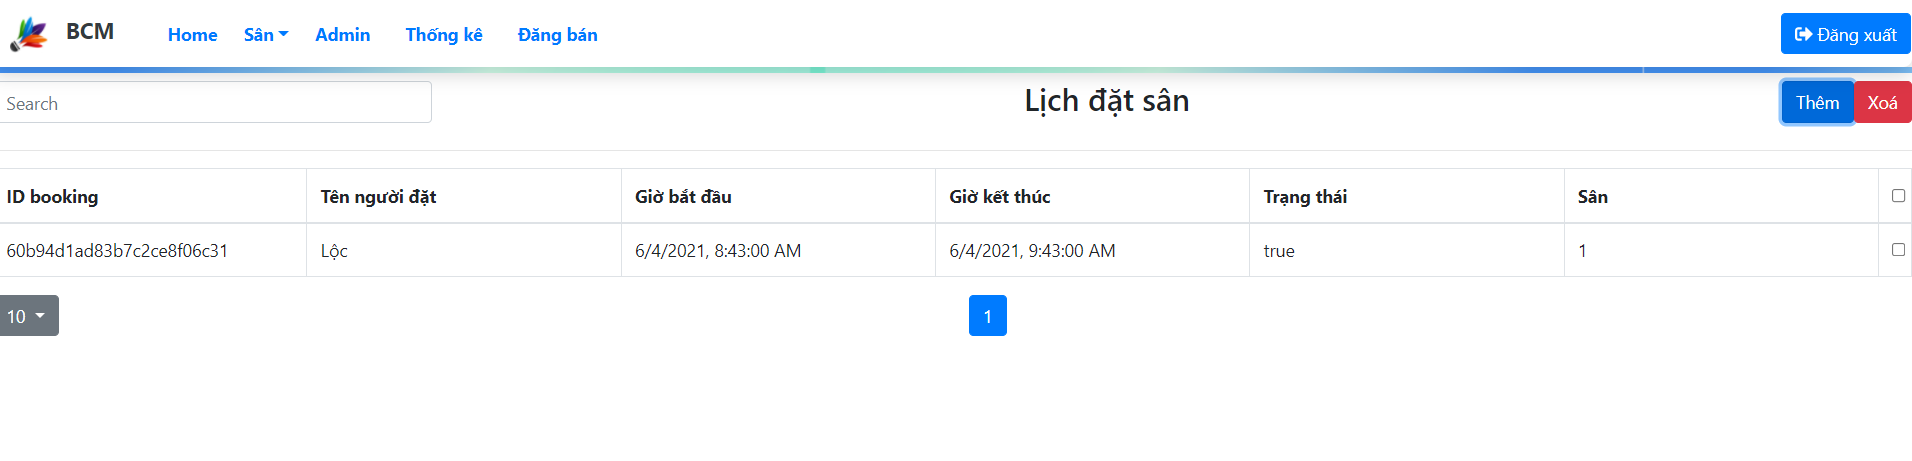 BCM Home Sân Admin Thống kê Đăng bán Đăng xuất
Search Lịch đặt sân Thêm Xoá
ID booking Tên người đặt Giờ bắt đầu Giờ kết thúc Trạng thái Sân
60b94d1ad83b7c2ce8f06c31 Lộc 6/4/2021, 8:43:00 AM 6/4/2021, 9:43:00 AM true 1
10 1